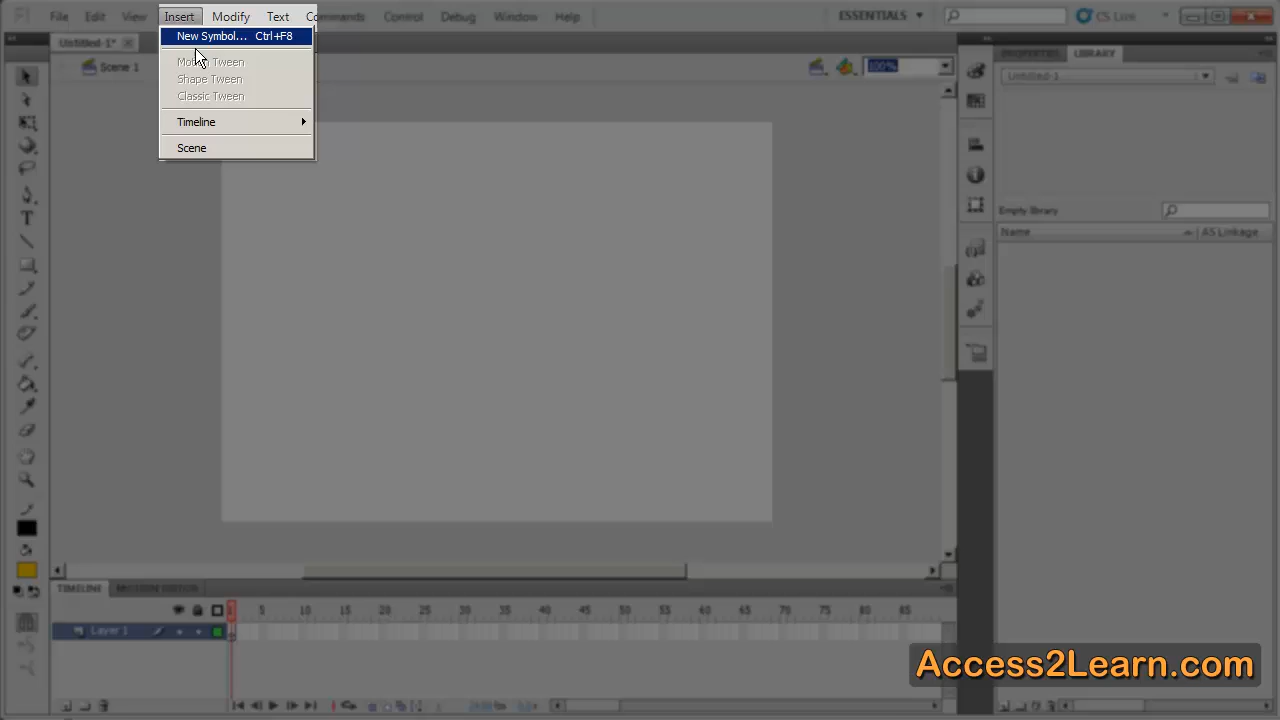 File Edit View Insert Modify Text Commands Control Debug Window Help ESSENTIALS CS Live
New Symbol... Ctrl+F8
Untitled-1*
PROPERTIES LIBRARY
Motion Tween
Scene 1
100%
Untitled-1
Shape Tween
Classic Tween
Timeline
Scene
Empty library
Name AS Linkage
TIMELINE MOTION EDITOR
1 5 10 15 20 25 30 35 40 45 50 55 60 65 70 75 80 85
Layer 1
Access2Learn.com